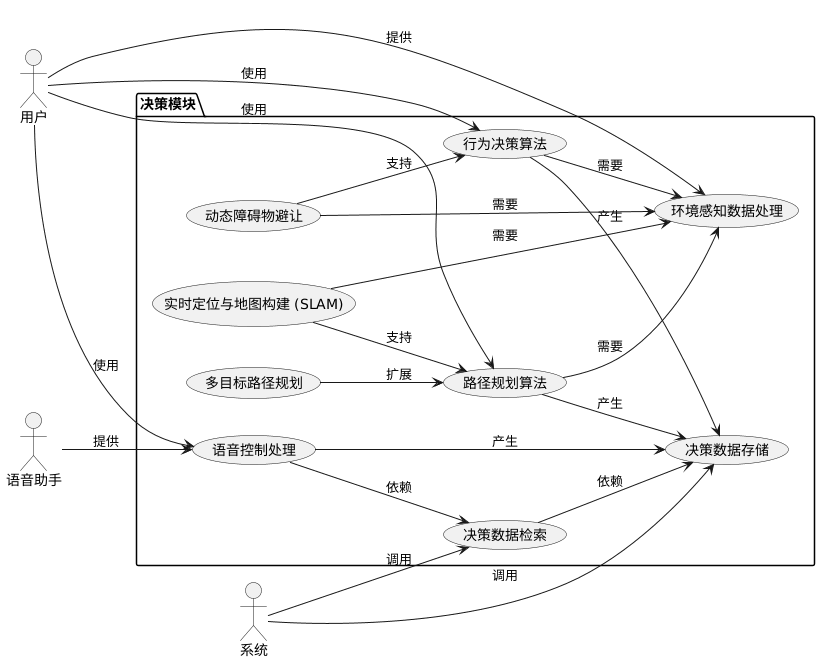 提供
使用
用户
使用
决策模块
行为决策算法
支持
需要
动态障碍物避让
需要
产生
环境感知数据处理
需要
实时定位与地图构建 (SLAM)
支持
需要
使用
多目标路径规划
扩展
路径规划算法
产生
语音助手
提供
语音控制处理
产生
决策数据存储
依赖
依赖
决策数据检索
调用
调用
系统